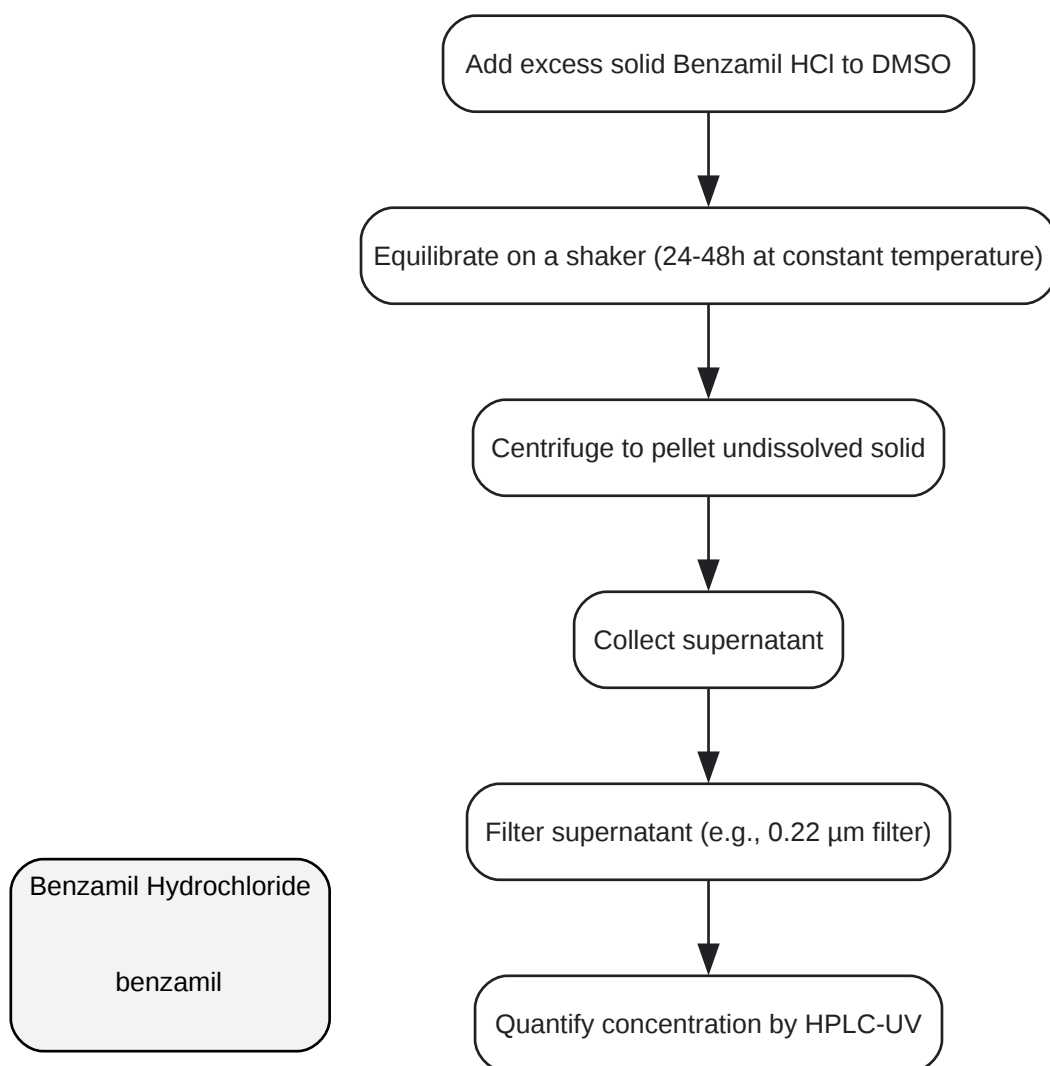 Add excess solid Benzamil HCl to DMSO
Equilibrate on a shaker (24-48h at constant temperature)
Centrifuge to pellet undissolved solid
Collect supernatant
Filter supernatant (e.g., 0.22 µm filter)
Benzamil Hydrochloride
benzamil
Quantify concentration by HPLC-UV